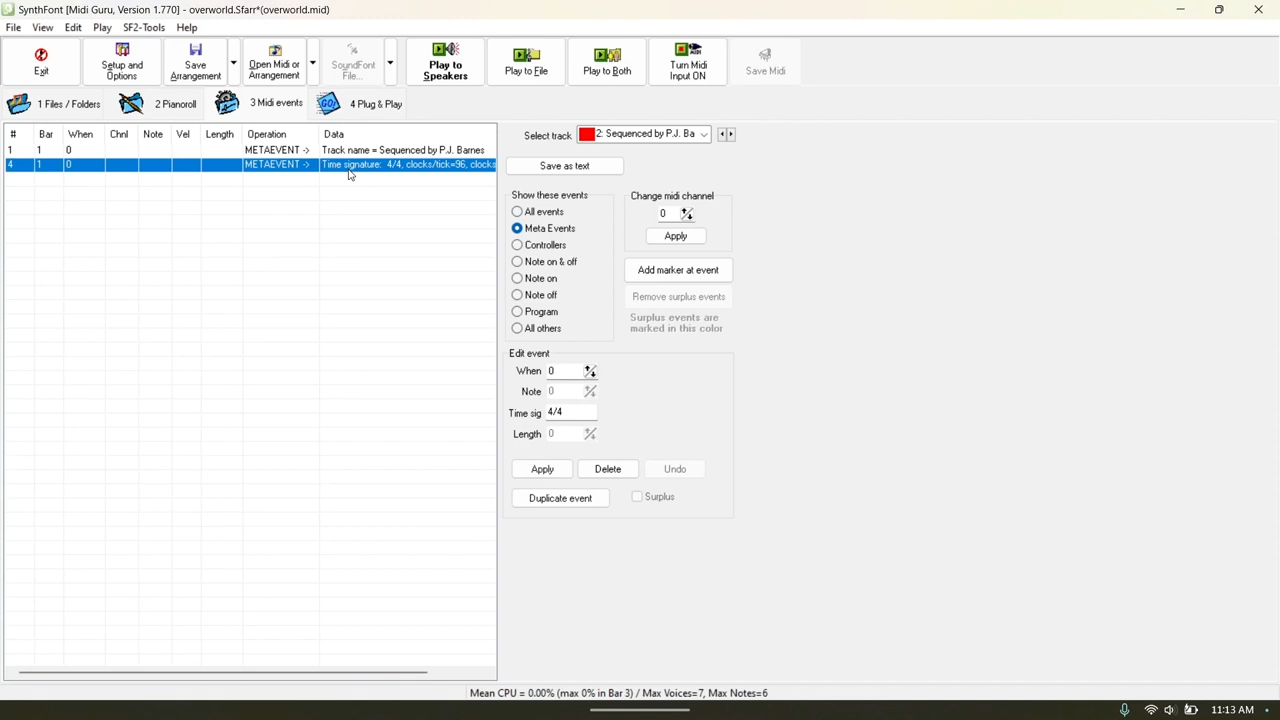 SynthFont [Midi Guru, Version 1.770] - overworld.Sfarr*(overworld.mid)
File View Edit Play SF2-Tools Help
Exit
Setup and
Options
Save
Arrangement
Open Midi or
Arrangement
SoundFont
File...
Play to
Speakers
Play to File
Play to Both
Turn Midi
Input ON
Save Midi
1 Files / Folders 2 Pianoroll 3 Midi events 4 Plug & Play
# Bar When Chnl Note Vel Length Operation Data
1 1 0 METAEVENT -> Track name = Sequenced by P.J. Barnes
4 1 0 METAEVENT -> Time signature: 4/4, clocks/tick=96, clocks
Select track 2: Sequenced by P.J. Ba
Save as text
Show these events
All events
Meta Events
Controllers
Note on & off
Note on
Note off
Program
All others
Change midi channel
0
Apply
Add marker at event
Remove surplus events
Surplus events are
marked in this color
Edit event
When 0
Note 0
Time sig 4/4
Length 0
Apply Delete Undo
Duplicate event Surplus
Mean CPU = 0.00% (max 0% in Bar 3) / Max Voices=7, Max Notes=6
11:13 AM